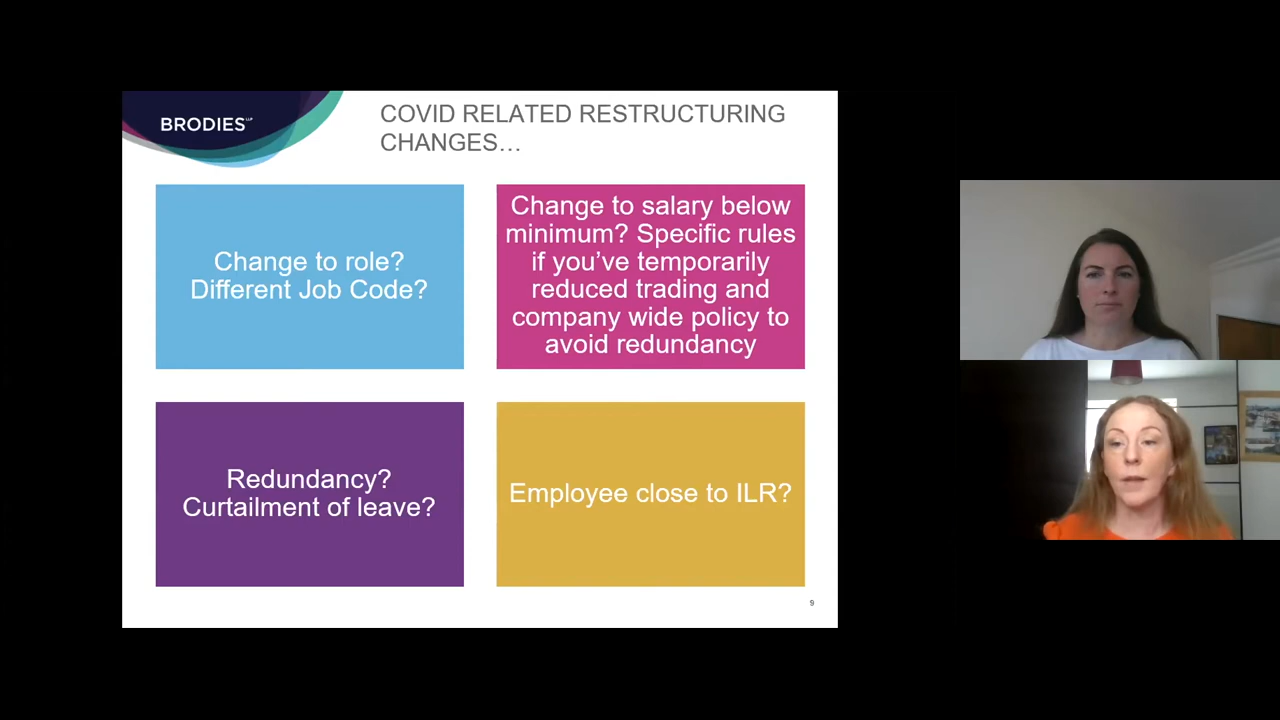 BRODIES LLP
COVID RELATED RESTRUCTURING
CHANGES…
Change to role?
Different Job Code?
Change to salary below
minimum? Specific rules
if you’ve temporarily
reduced trading and
company wide policy to
avoid redundancy
Redundancy?
Curtailment of leave?
Employee close to ILR?
9